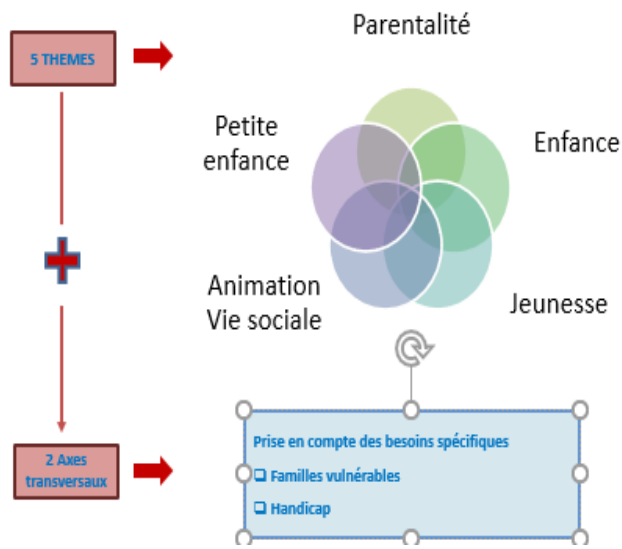 Parentalité
5 THEMES
Petite
enfance
Enfance
Animation
Vie sociale
Jeunesse
2 Axes
transversaux
Prise en compte des besoins spécifiques
❑ Familles vulnérables
❑ Handicap